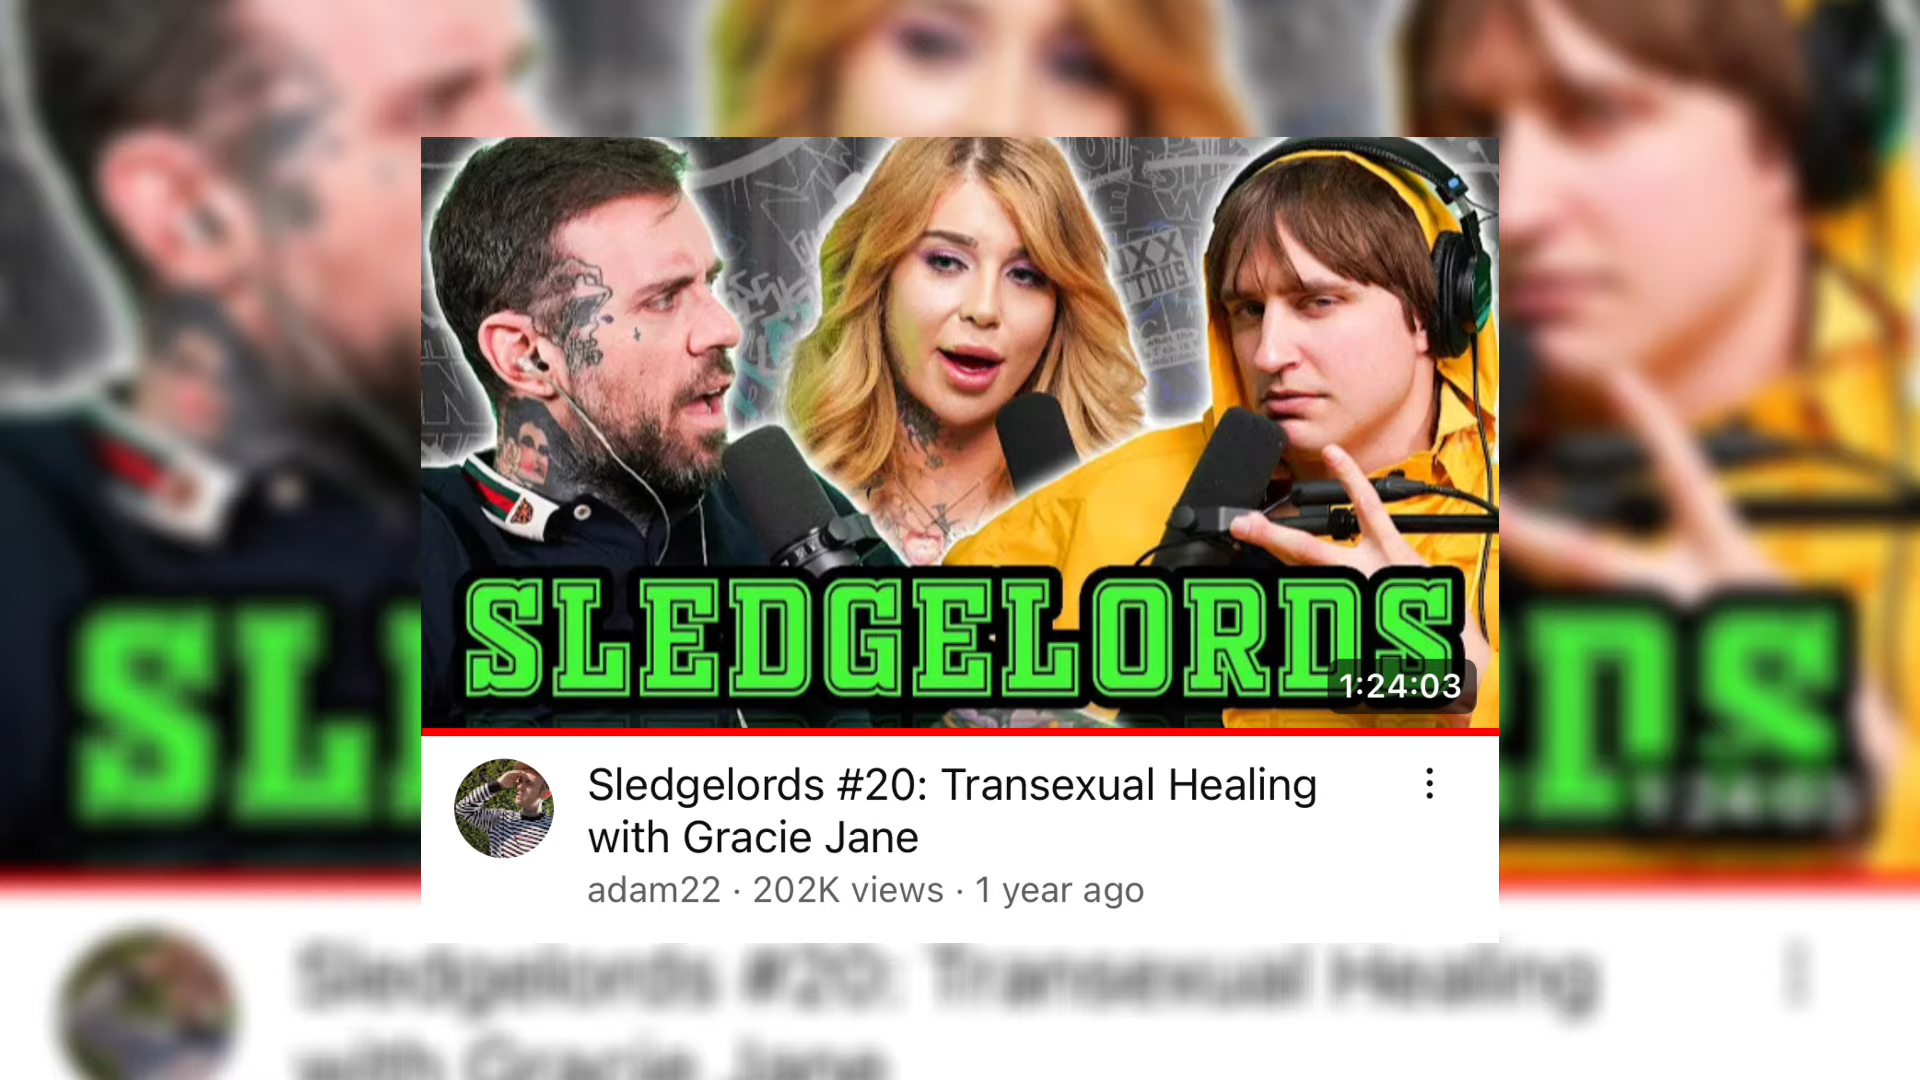 SLEDGELORDS
1:24:03
Sledgelords #20: Transexual Healing
with Gracie Jane
adam22 · 202K views · 1 year ago